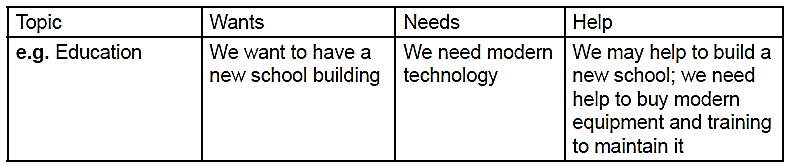 Topic Wants Needs Help
e.g. Education We want to have a We need modern We may help to build a
new school building technology new school; we need
help to buy modern
equipment and training
to maintain it